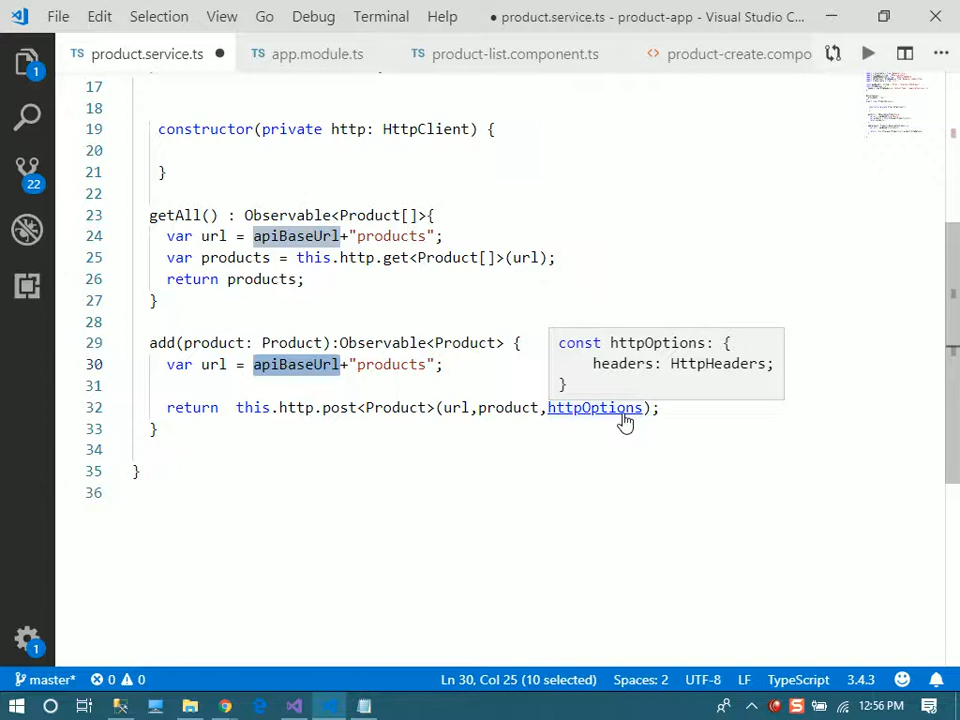 File Edit Selection View Go Debug Terminal Help ● product.service.ts - product-app - Visual Studio C...
TS product.service.ts ● TS app.module.ts TS product-list.component.ts <> product-create.compo
17
18
19 constructor(private http: HttpClient) {
20
21 }
22
23 getAll() : Observable<Product[]>{
24 var url = apiBaseUrl+"products";
25 var products = this.http.get<Product[]>(url);
26 return products;
27 }
28
29 add(product: Product):Observable<Product> {
30 var url = apiBaseUrl+"products";
31
32 return this.http.post<Product>(url,product,httpOptions);
33 }
34
35 }
36
const httpOptions: {
headers: HttpHeaders;
}
1
22
1
master* 0 0 Ln 30, Col 25 (10 selected) Spaces: 2 UTF-8 LF TypeScript 3.4.3
12:56 PM